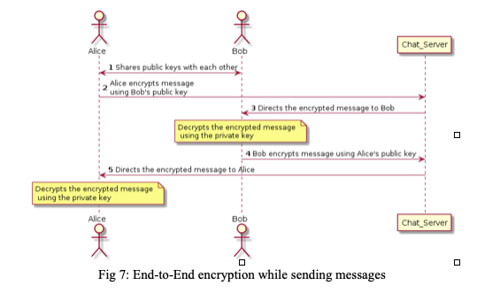 Alice
Bob
Chat_Server
1 Shares public keys with each other
2 Alice encrypts message
using Bob's public key
3 Directs the encrypted message to Bob
Decrypts the encrypted message
using the private key
4 Bob encrypts message using Alice's public key
5 Directs the encrypted message to Alice
Decrypts the encrypted message
using the private key
Alice
Bob
Chat_Server
Fig 7: End-to-End encryption while sending messages